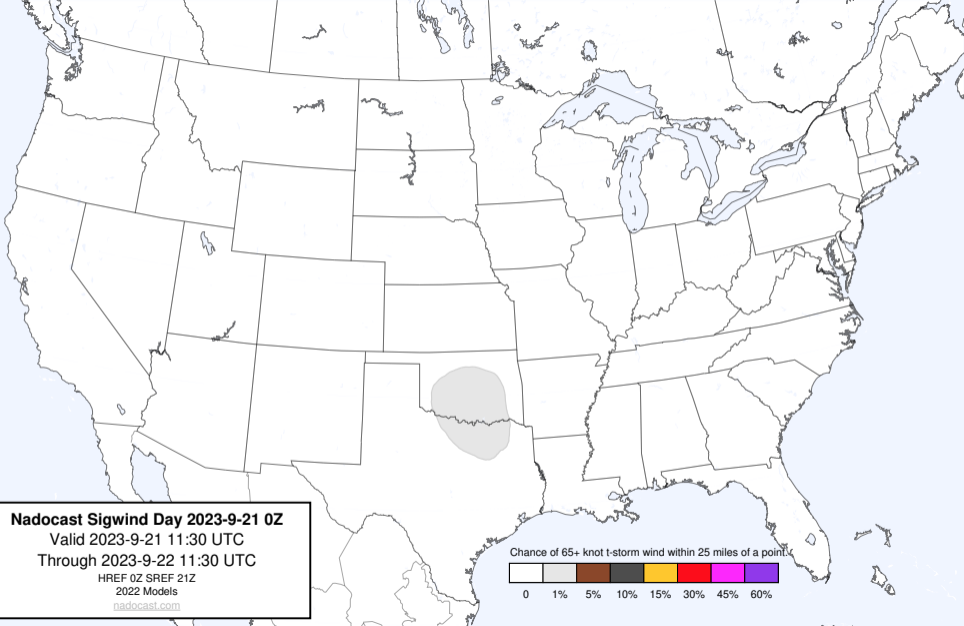 Nadocast Sigwind Day 2023-9-21 0Z
Valid 2023-9-21 11:30 UTC
Through 2023-9-22 11:30 UTC
HREF 0Z SREF 21Z
2022 Models
nadocast.com
Chance of 65+ knot t-storm wind within 25 miles of a point.
0 1% 5% 10% 15% 30% 45% 60%